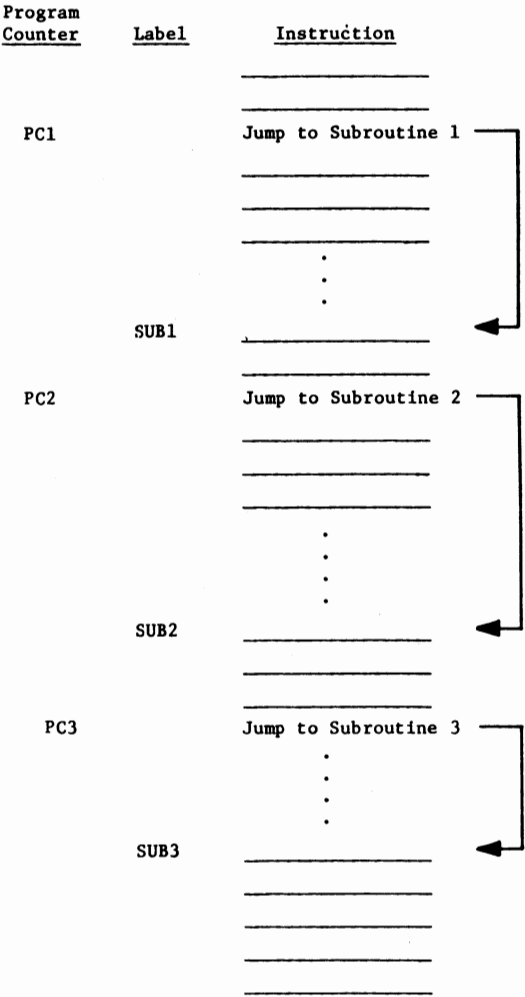 Program
Counter Label Instruction
PC1 Jump to Subroutine 1
SUB1
PC2 Jump to Subroutine 2
SUB2
PC3 Jump to Subroutine 3
SUB3